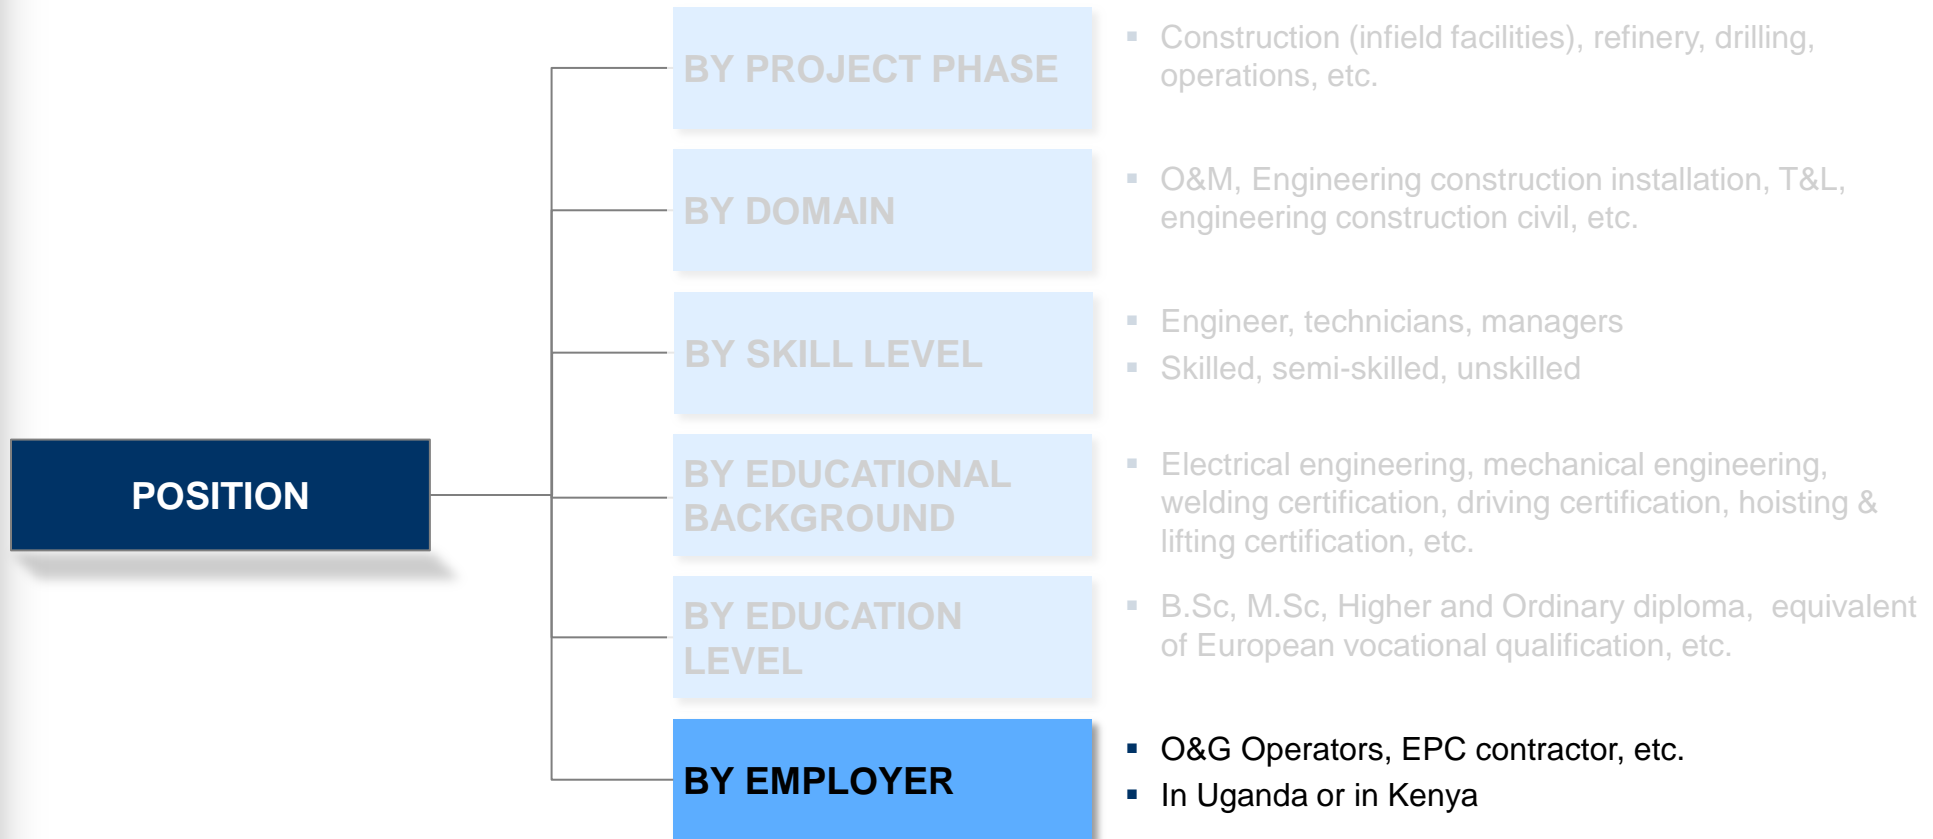 BY PROJECT PHASE
▪ Construction (infield facilities), refinery, drilling,
operations, etc.
BY DOMAIN
▪ O&M, Engineering construction installation, T&L,
engineering construction civil, etc.
BY SKILL LEVEL
▪ Engineer, technicians, managers
▪ Skilled, semi-skilled, unskilled
POSITION
BY EDUCATIONAL
BACKGROUND
▪ Electrical engineering, mechanical engineering,
welding certification, driving certification, hoisting &
lifting certification, etc.
BY EDUCATION
LEVEL
▪ B.Sc, M.Sc, Higher and Ordinary diploma, equivalent
of European vocational qualification, etc.
BY EMPLOYER
▪ O&G Operators, EPC contractor, etc.
▪ In Uganda or in Kenya